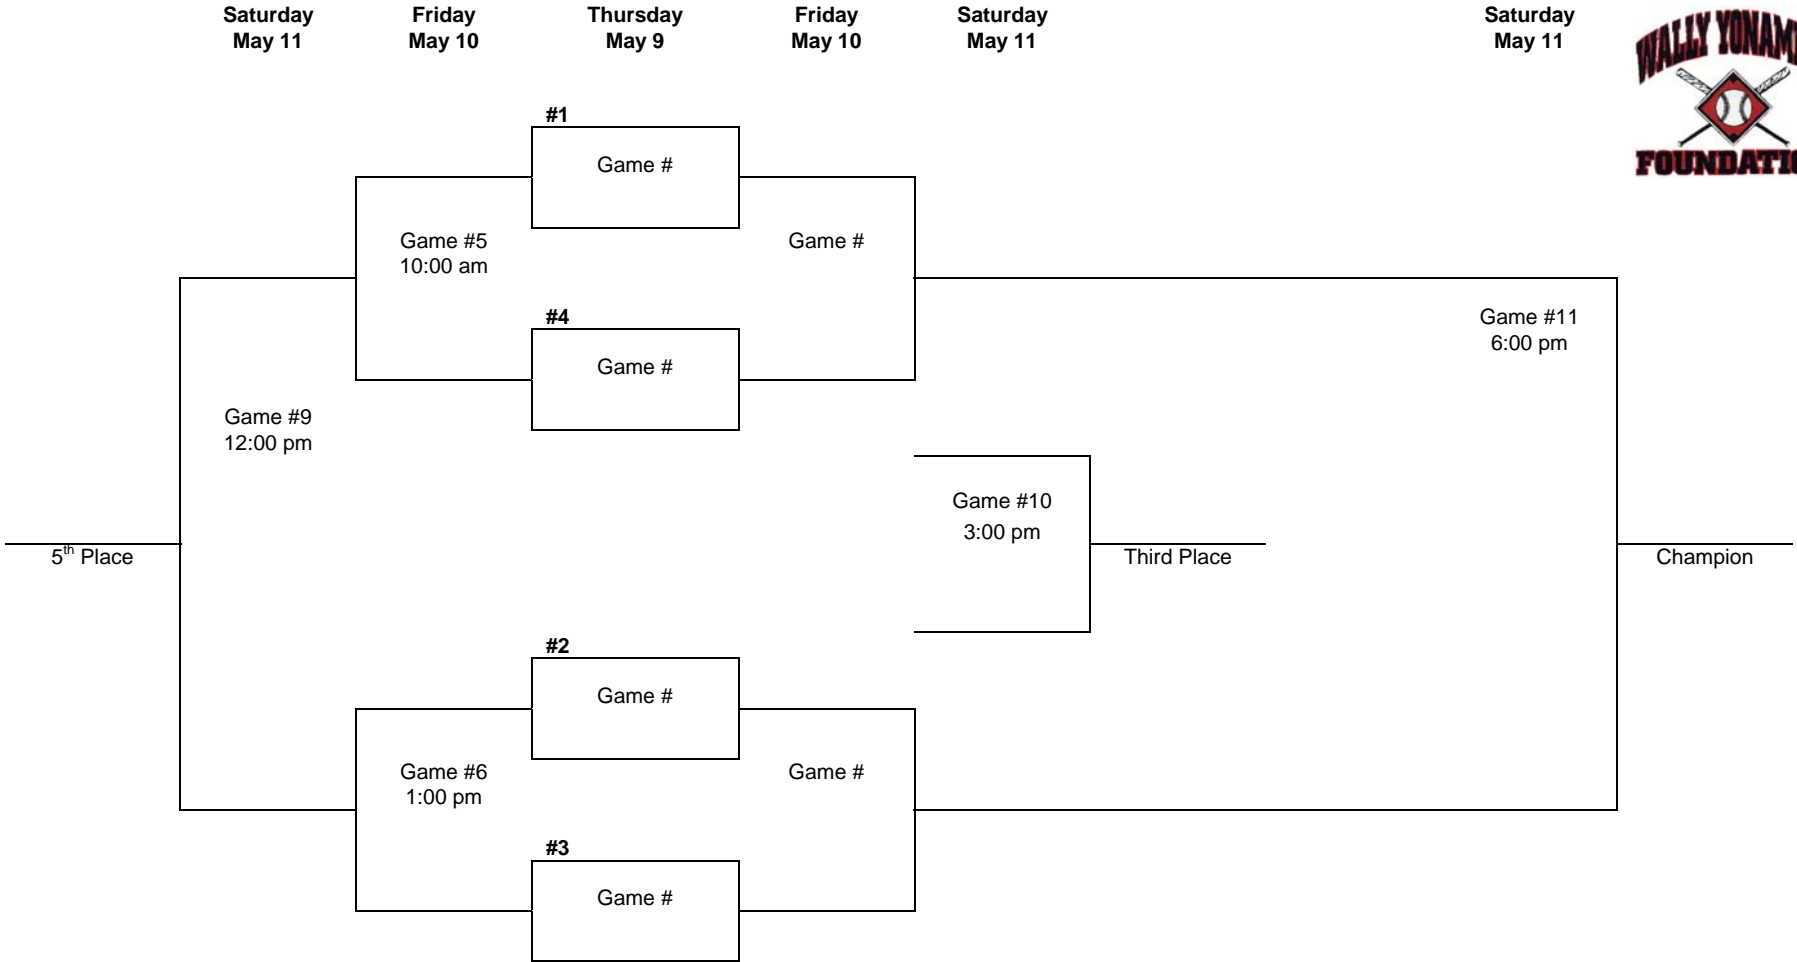 Saturday
May 11
Friday
May 10
Thursday
May 9
Friday
May 10
Saturday
May 11
Saturday
May 11
WALLY
FOUNDATIO
#1
Game #
Game #5
10:00 am
Game #
#4
Game #
Game #11
6:00 pm
Game #9
12:00 pm
Game #10
3:00 pm
5th Place
Third Place
Champion
#2
Game #
Game #6
1:00 pm
Game #
#3
Game #